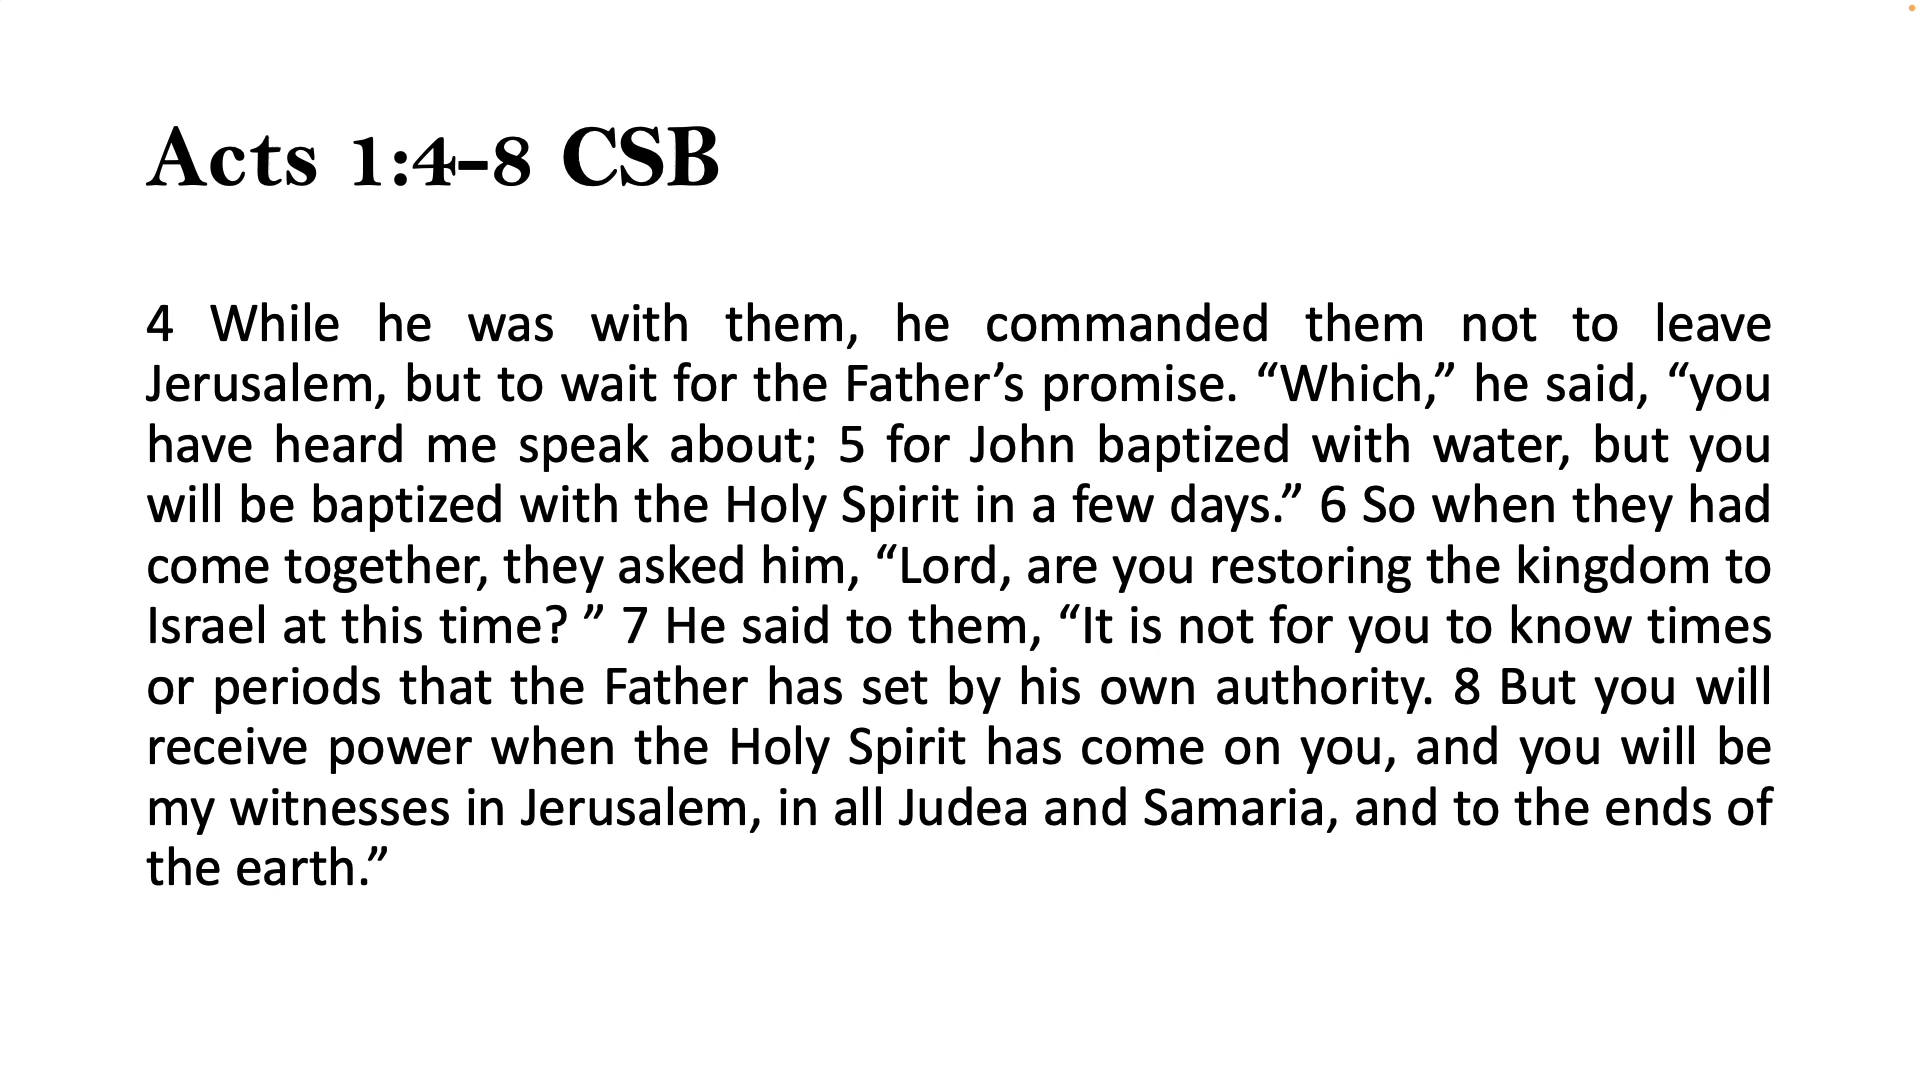 Acts 1:4-8 CSB
4 While he was with them, he commanded them not to leave
Jerusalem, but to wait for the Father’s promise. “Which,” he said, “you
have heard me speak about; 5 for John baptized with water, but you
will be baptized with the Holy Spirit in a few days.” 6 So when they had
come together, they asked him, “Lord, are you restoring the kingdom to
Israel at this time? ” 7 He said to them, “It is not for you to know times
or periods that the Father has set by his own authority. 8 But you will
receive power when the Holy Spirit has come on you, and you will be
my witnesses in Jerusalem, in all Judea and Samaria, and to the ends of
the earth.”